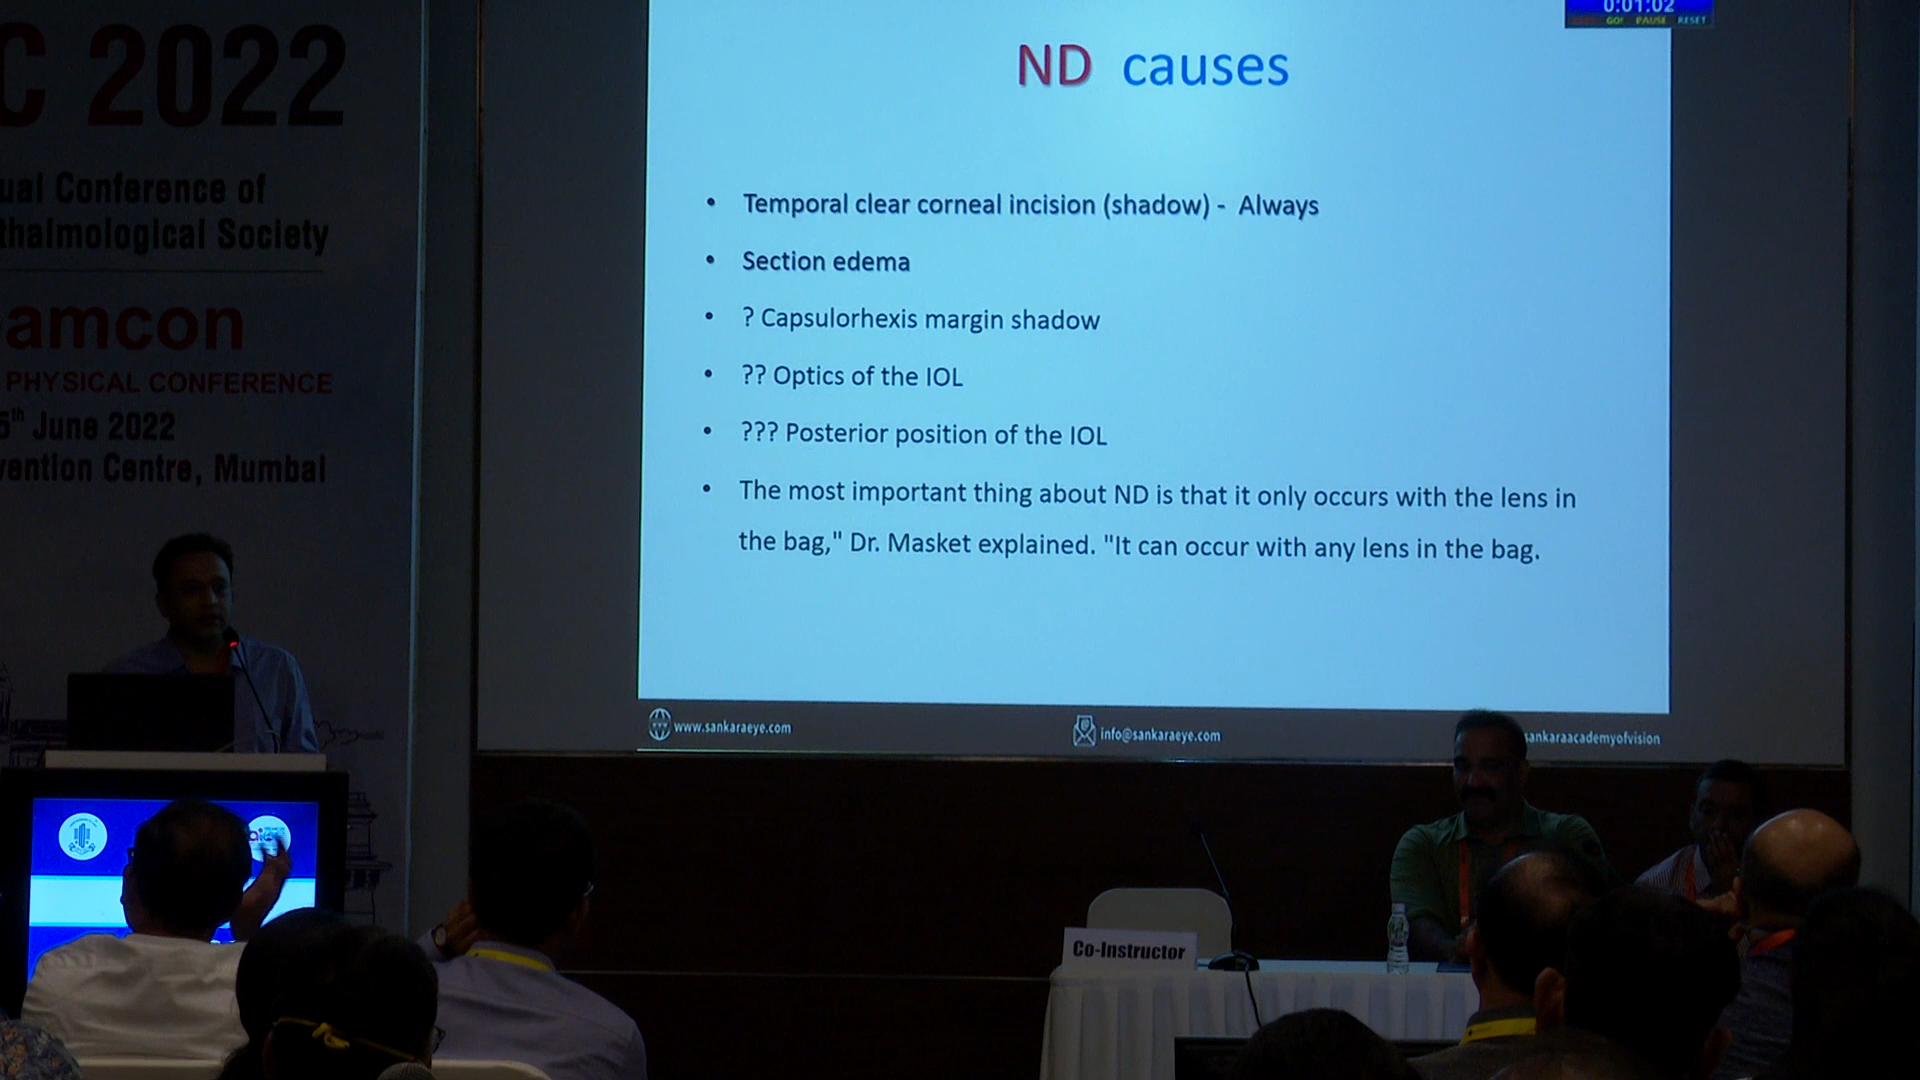 C 2022
ual Conference of
thalmological Society
amcon
PHYSICAL CONFERENCE
5th June 2022
vention Centre, Mumbai
0:01:02
GO! PAUSE RESET
ND causes
• Temporal clear corneal incision (shadow) - Always
• Section edema
• ? Capsulorhexis margin shadow
• ?? Optics of the IOL
• ??? Posterior position of the IOL
• The most important thing about ND is that it only occurs with the lens in
the bag," Dr. Masket explained. "It can occur with any lens in the bag.
www.sankaraeye.com
info@sankaraeye.com
sankaraacademyofvision
Co-Instructor